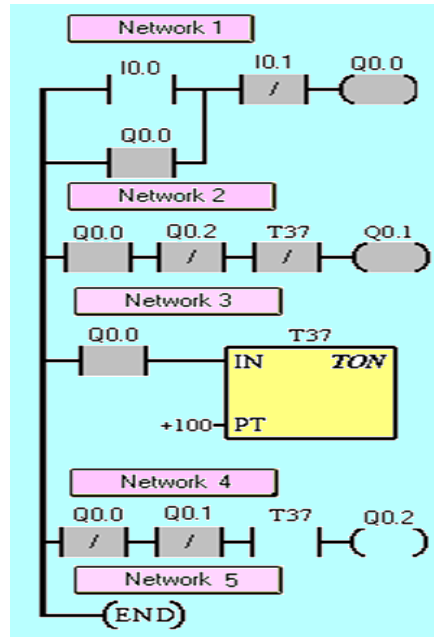 Network 1
I0.0 I0.1 Q0.0
/
Q0.0
Network 2
Q0.0 Q0.2 T37 Q0.1
/ /
Network 3
Q0.0 T37
IN TON
+100 PT
Network 4
Q0.0 Q0.1 T37 Q0.2
/ /
Network 5
(END)